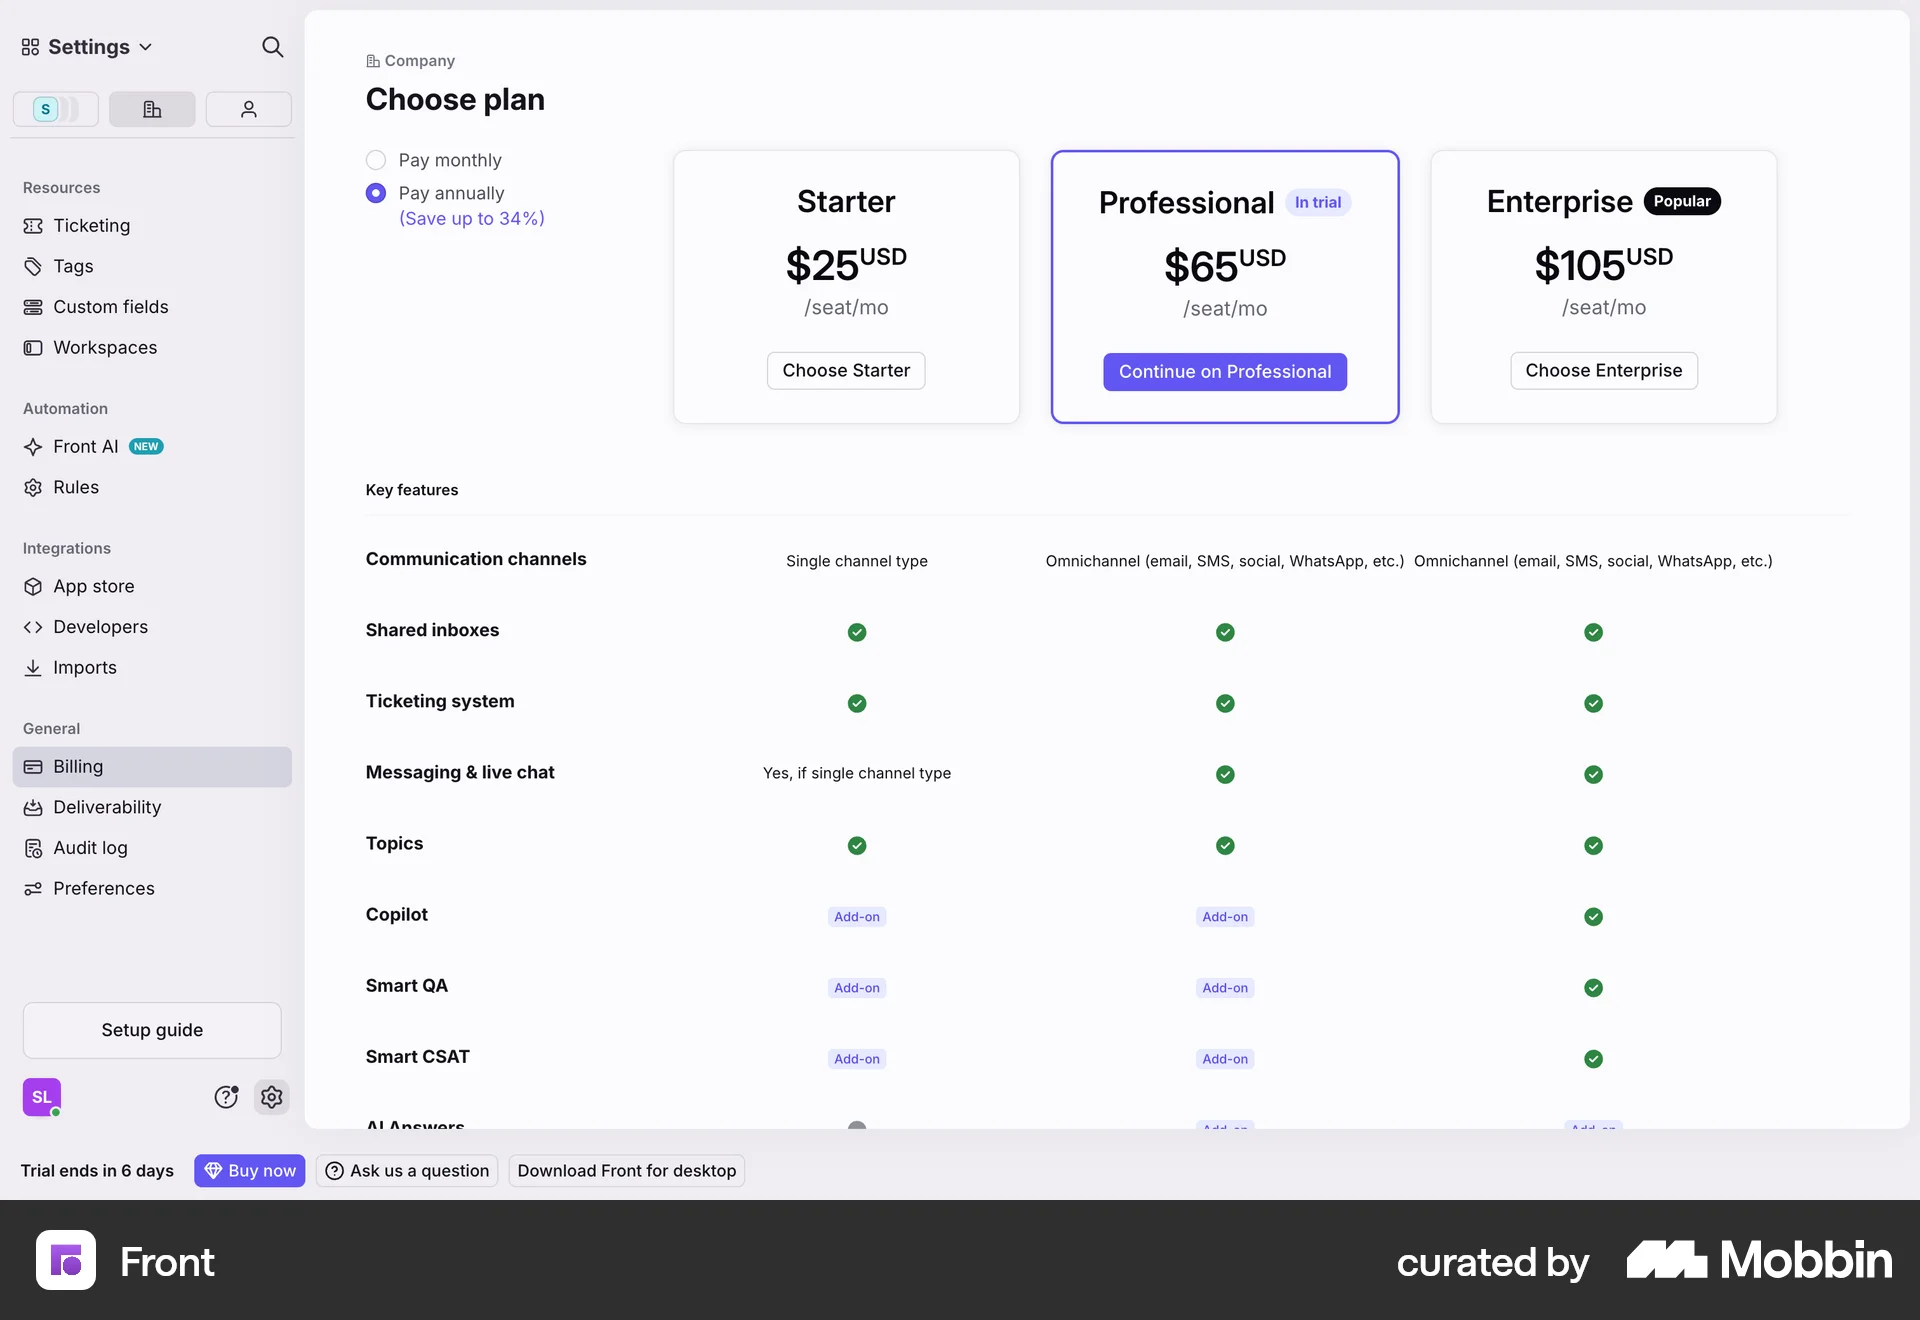 Settings
S
Resources
Ticketing
Tags
Custom fields
Workspaces
Automation
Front AI NEW
Rules
Integrations
App store
Developers
Imports
General
Billing
Deliverability
Audit log
Preferences
Setup guide
SL
Company
Choose plan
Pay monthly
Pay annually
(Save up to 34%)
Starter
$25USD
/seat/mo
Choose Starter
Professional In trial
$65USD
/seat/mo
Continue on Professional
Enterprise Popular
$105USD
/seat/mo
Choose Enterprise
Key features
Communication channels Single channel type Omnichannel (email, SMS, social, WhatsApp, etc.) Omnichannel (email, SMS, social, WhatsApp, etc.)
Shared inboxes
Ticketing system
Messaging & live chat Yes, if single channel type
Topics
Copilot Add-on Add-on
Smart QA Add-on Add-on
Smart CSAT Add-on Add-on
AI Answers Add-on Add-on
Trial ends in 6 days Buy now Ask us a question Download Front for desktop
Front
curated by Mobbin